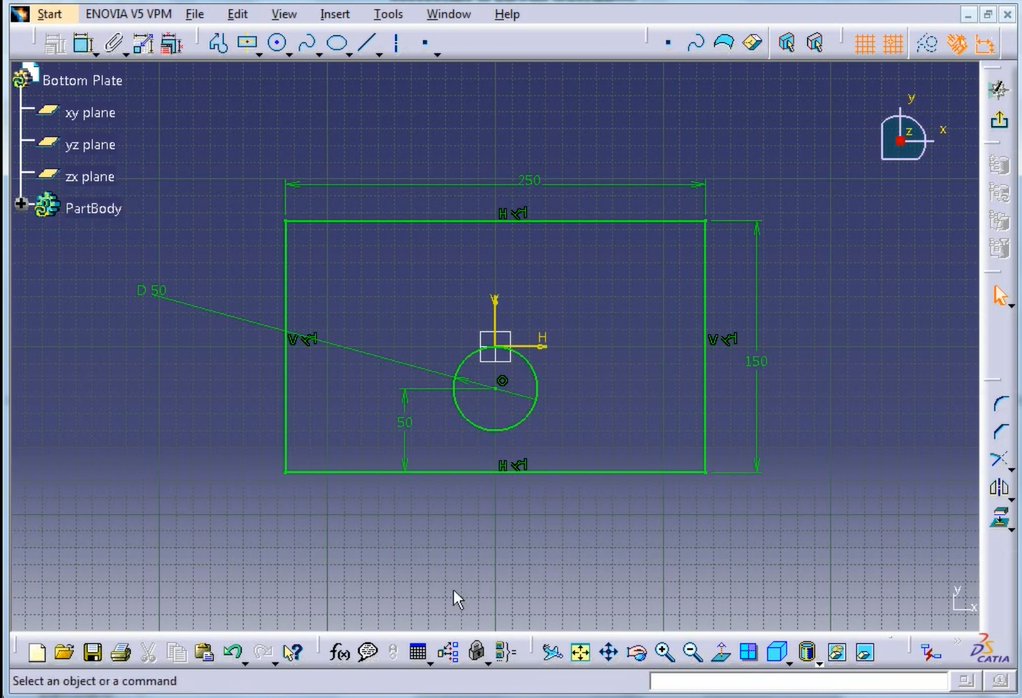 Start ENOVIA V5 VPM File Edit View Insert Tools Window Help
Bottom Plate
xy plane
yz plane
zx plane
PartBody
y
x
z
250
H
D 50
V
H
V
V
150
50
H
y
x
f(x)
CATIA
Select an object or a command